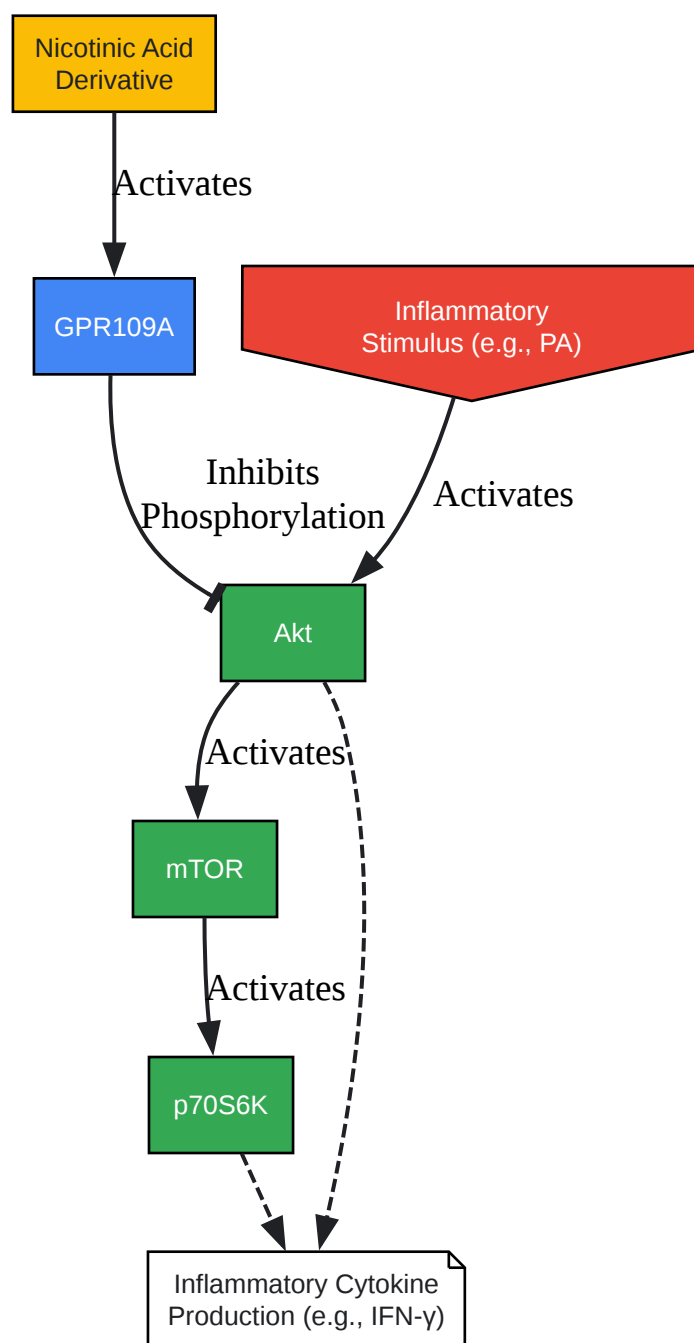 Nicotinic Acid
Derivative
Activates
GPR109A
Inflammatory
Stimulus (e.g., PA)
Inhibits
Phosphorylation
Activates
Akt
Activates
mTOR
Activates
p70S6K
Inflammatory Cytokine
Production (e.g., IFN-γ)